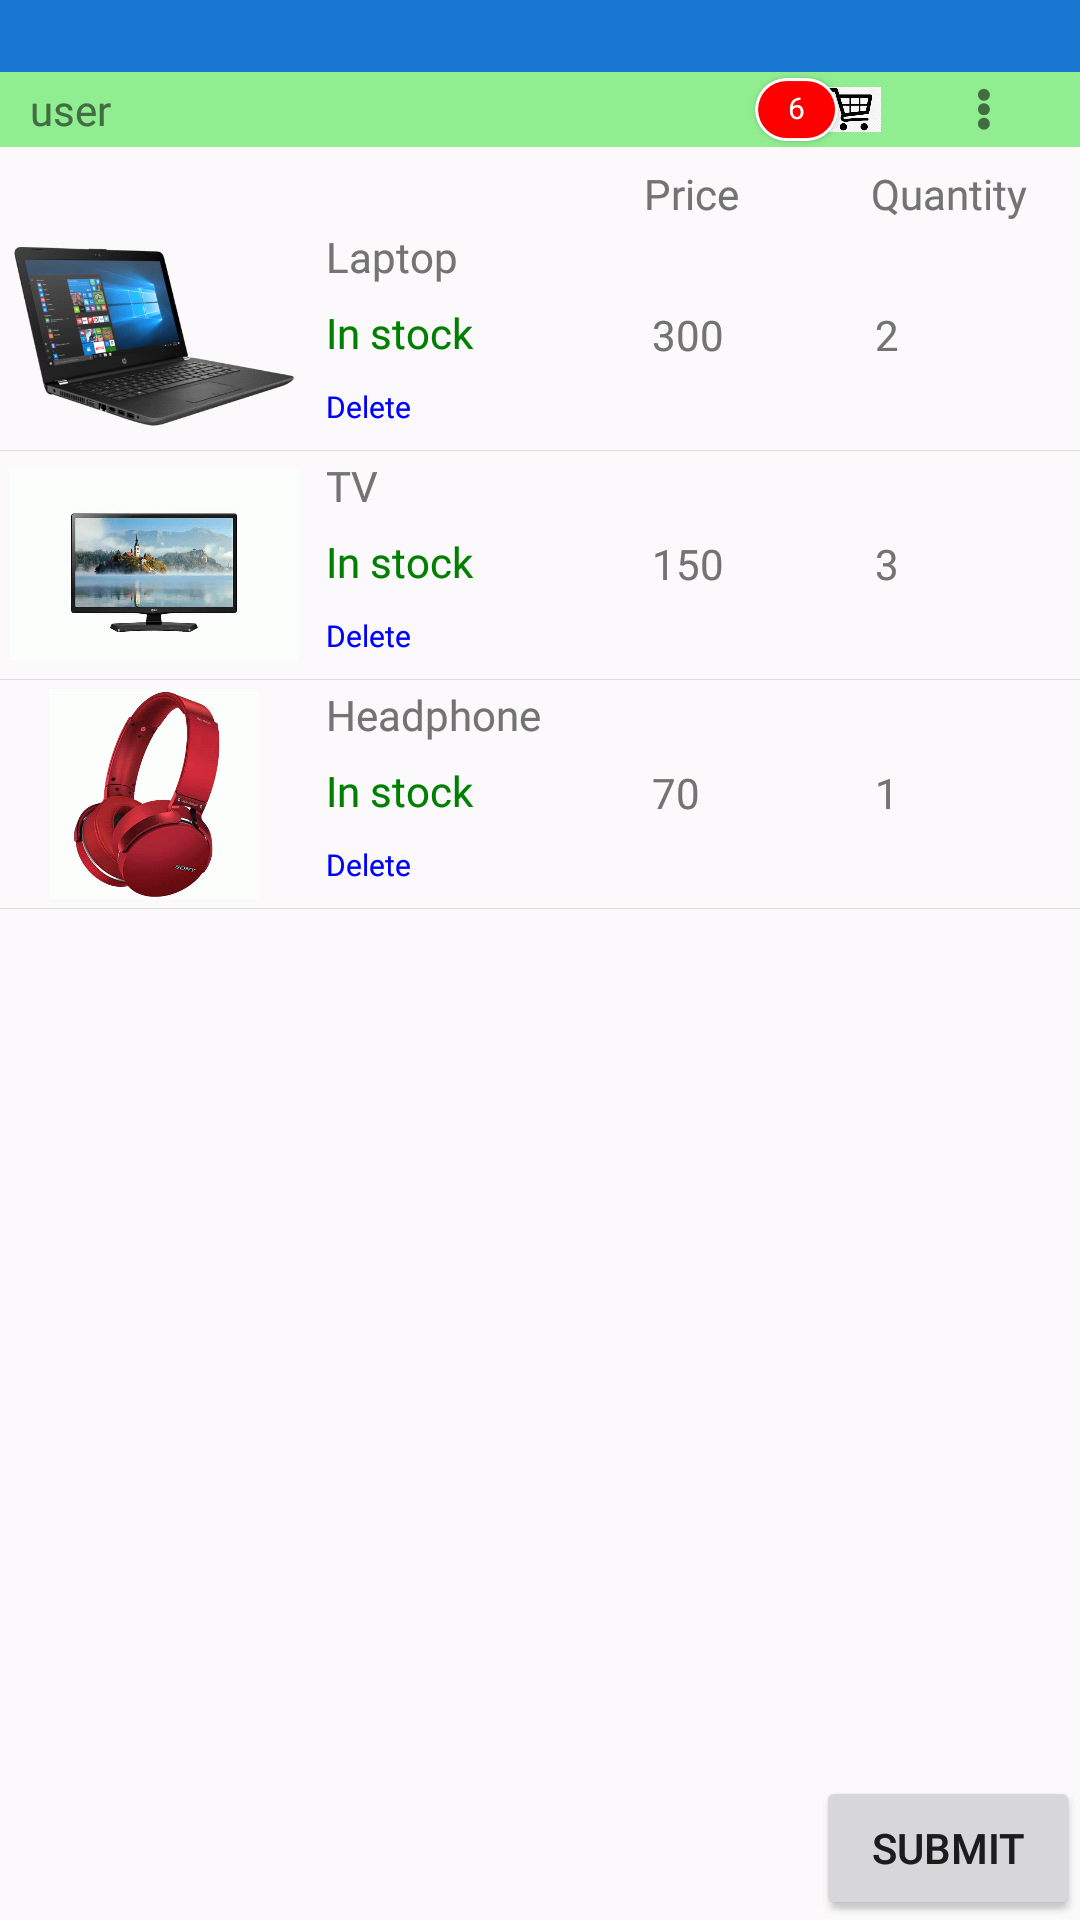 user
6
Price Quantity
Laptop
In stock 300 2
Delete
TV
In stock 150 3
Delete
Headphone
In stock 70 1
Delete
SONY
SUBMIT